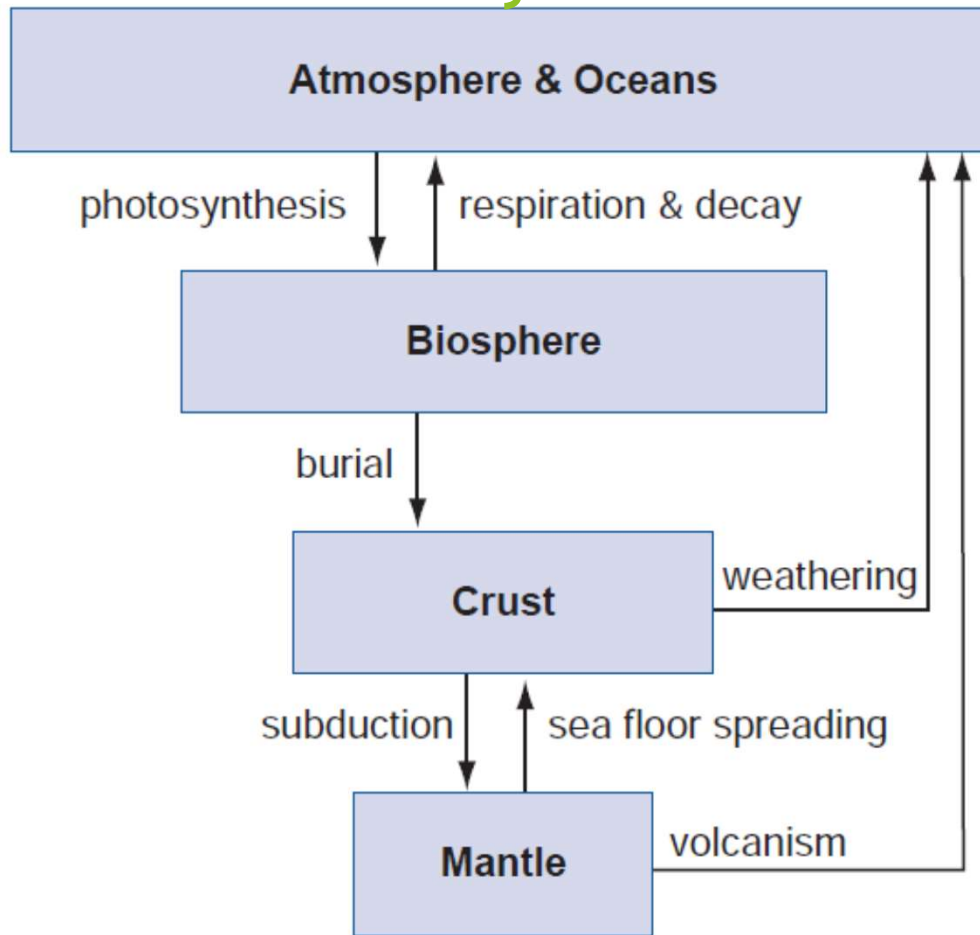 Atmosphere & Oceans
photosynthesis
respiration & decay
Biosphere
burial
Crust
weathering
subduction
sea floor spreading
Mantle
volcanism